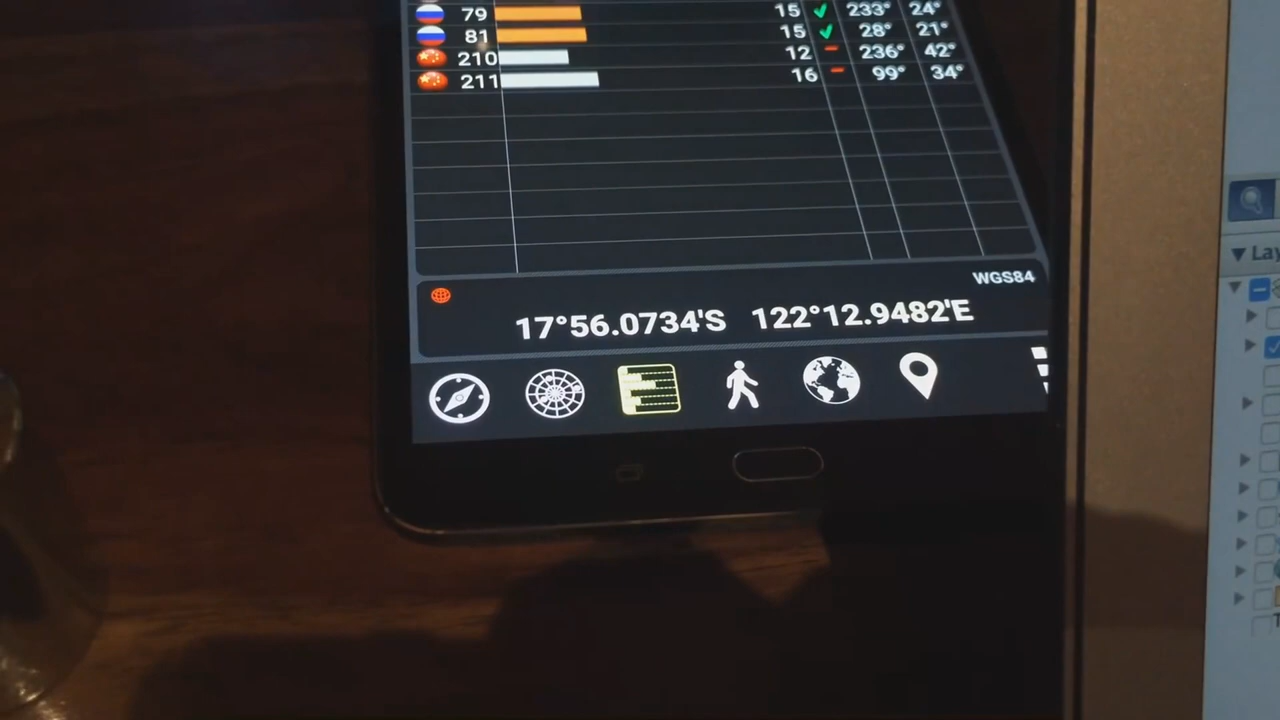 79 15 233° 24°
81 15 28° 21°
210 12 236° 42°
211 16 99° 34°
WGS84
17°56.0734'S 122°12.9482'E
Lay